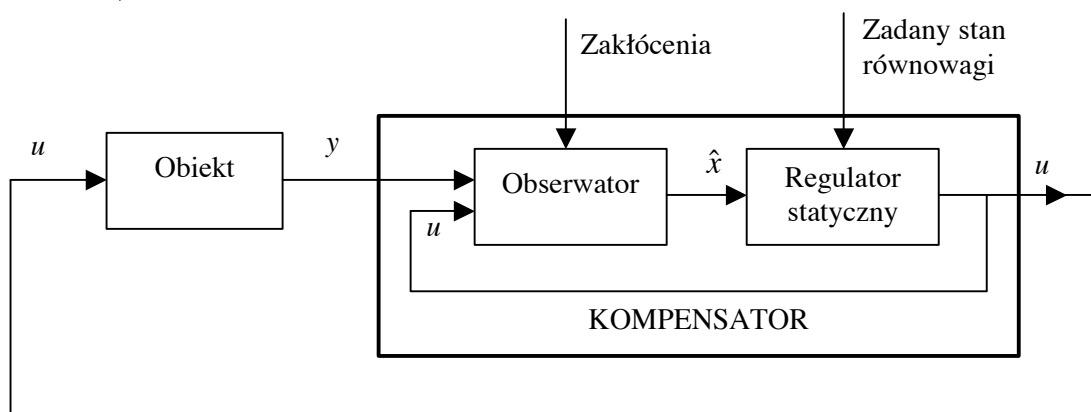 Zakłócenia
Zadany stan
równowagi
u
Obiekt
y
Obserwator
u
x̂
Regulator
statyczny
u
KOMPENSATOR